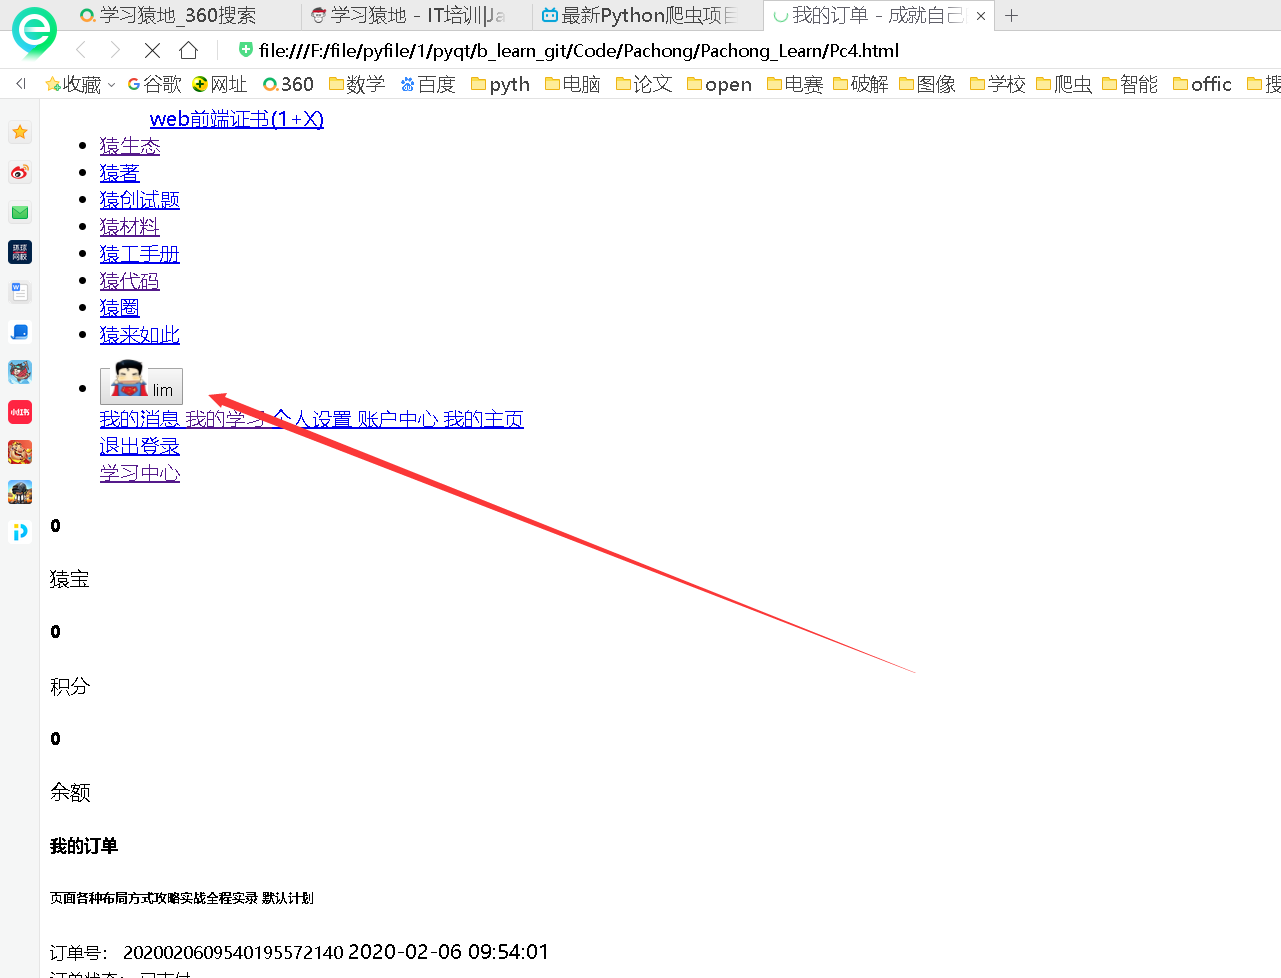 学习猿地_360搜索 学习猿地 - IT培训|Ja 最新Python爬虫项目 我的订单 - 成就自己
file:///F:/file/pyfile/1/pyqt/b_learn_git/Code/Pachong/Pachong_Learn/Pc4.html
收藏 谷歌 网址 360 数学 百度 pyth 电脑 论文 open 电赛 破解 图像 学校 爬虫 智能 offic 搜
web前端证书(1+X)
猿生态
猿著
猿创试题
猿材料
猿工手册
猿代码
猿圈
猿来如此
lim
我的消息 我的学习 个人设置 账户中心 我的主页
退出登录
学习中心
环球
网校
小红书
0
猿宝
0
积分
0
余额
我的订单
页面各种布局方式攻略实战全程实录 默认计划
订单号： 2020020609540195572140 2020-02-06 09:54:01
订单状态： 已支付